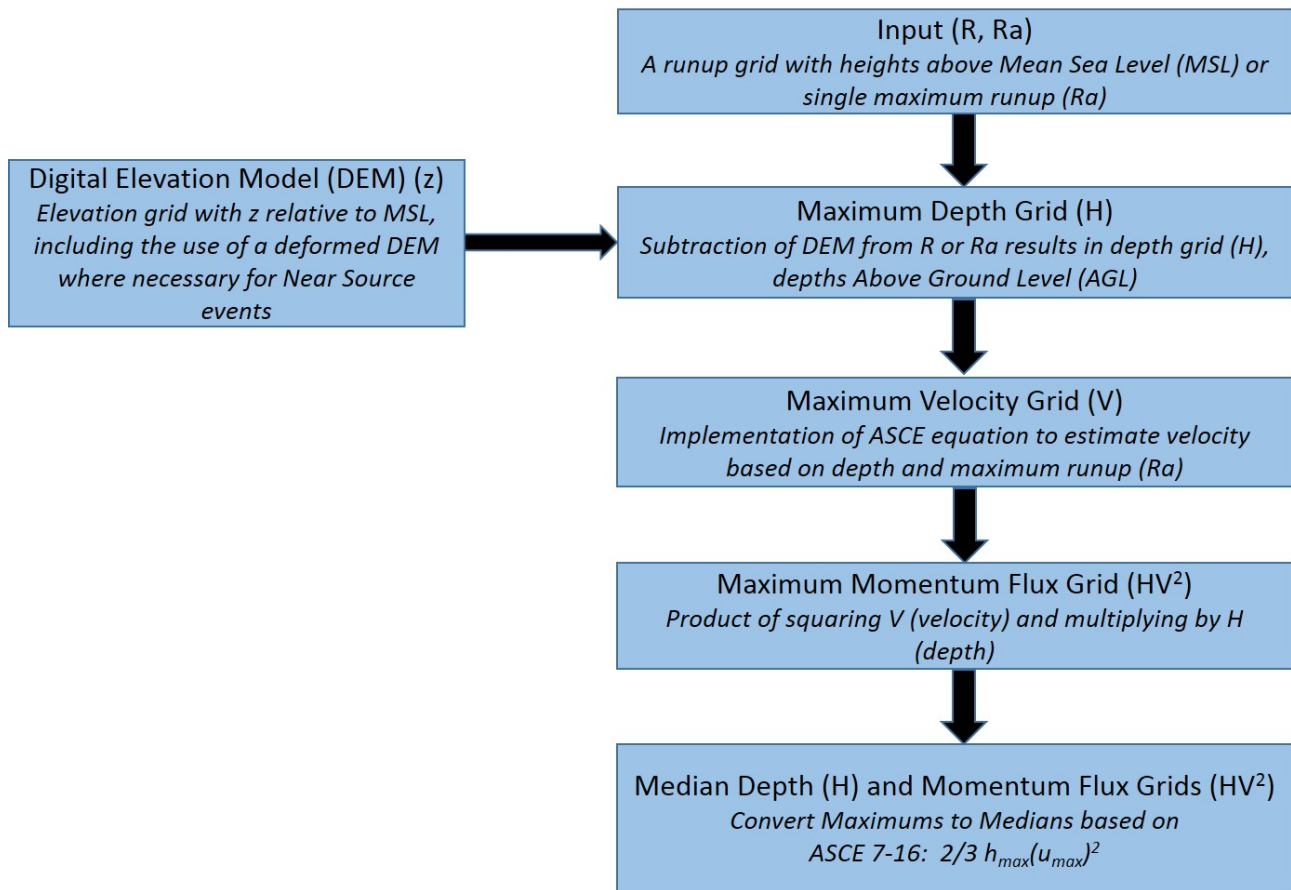 Input (R, Ra)
A runup grid with heights above Mean Sea Level (MSL) or
single maximum runup (Ra)
Digital Elevation Model (DEM) (z)
Elevation grid with z relative to MSL,
including the use of a deformed DEM
where necessary for Near Source
events
Maximum Depth Grid (H)
Subtraction of DEM from R or Ra results in depth grid (H),
depths Above Ground Level (AGL)
Maximum Velocity Grid (V)
Implementation of ASCE equation to estimate velocity
based on depth and maximum runup (Ra)
Maximum Momentum Flux Grid (HV²)
Product of squaring V (velocity) and multiplying by H
(depth)
Median Depth (H) and Momentum Flux Grids (HV²)
Convert Maximums to Medians based on
ASCE 7-16: 2/3 hmax(umax)²